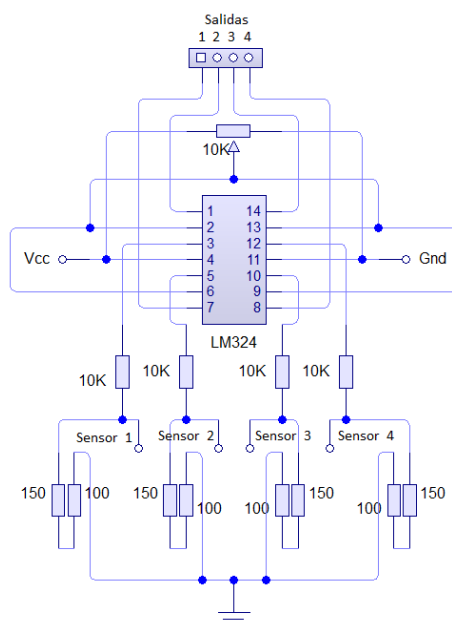 Salidas
1 2 3 4
10K
1 14
2 13
3 12
Vcc 4 11 Gnd
5 10
6 9
7 8
LM324
10K 10K 10K 10K
Sensor 1 Sensor 2 Sensor 3 Sensor 4
150 100 150 100 100 150 100 150